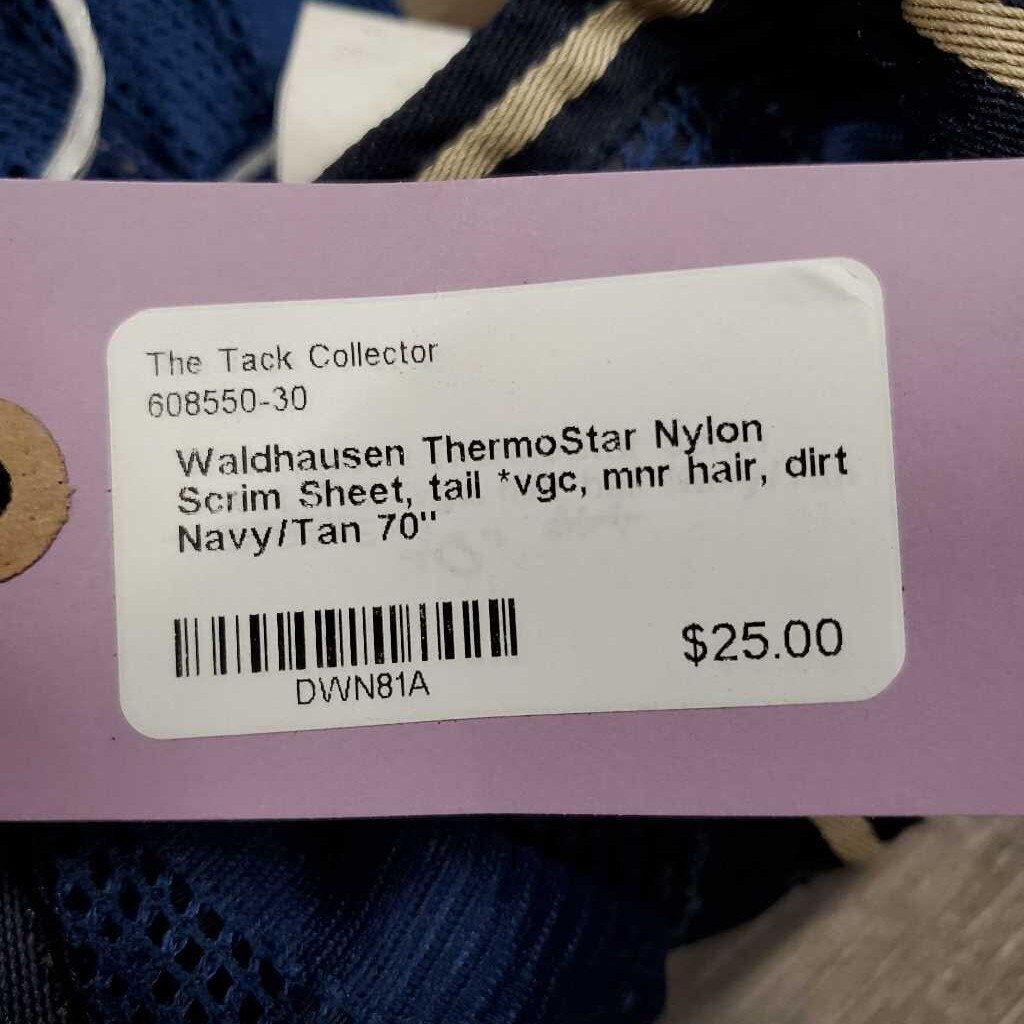 The Tack Collector
608550-30
Waldhausen ThermoStar Nylon
Scrim Sheet, tail *vgc, mnr hair, dirt
Navy/Tan 70"
DWN81A
$25.00